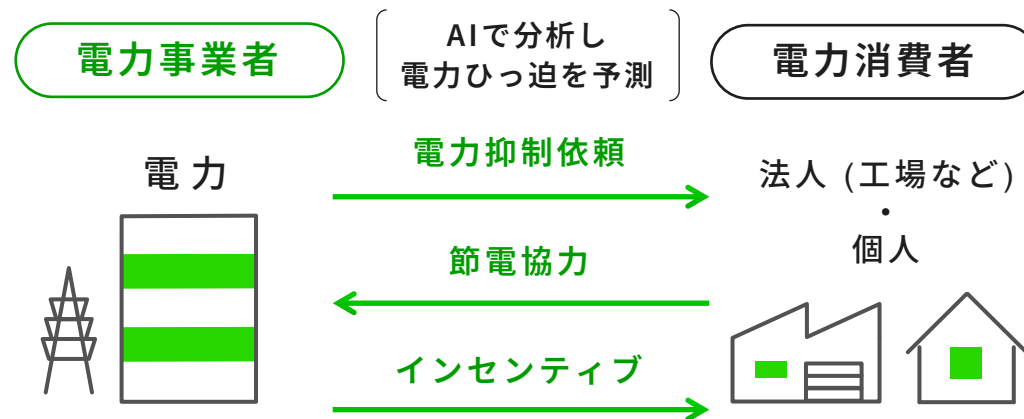 電力事業者
AIで分析し
電力ひっ迫を予測
電力消費者
電力
電力抑制依頼
節電協力
インセンティブ
法人 (工場など)
・
個人